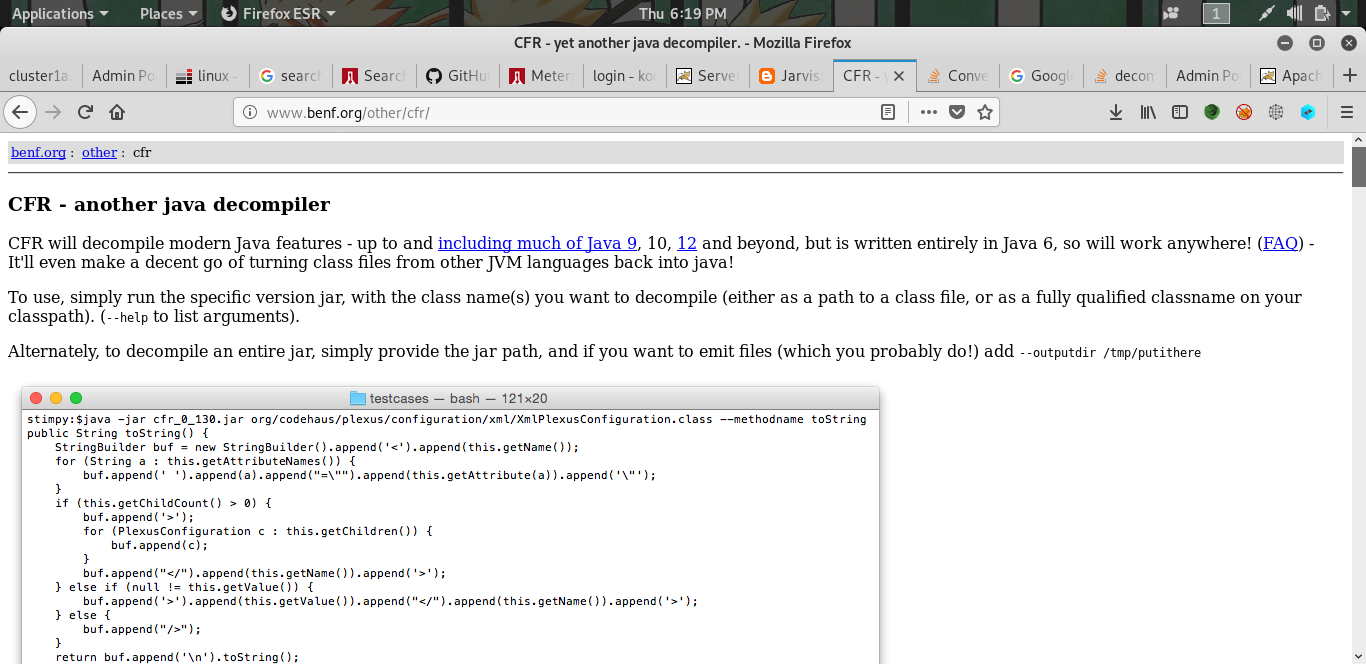 Applications Places Firefox ESR Thu 6:19 PM 1
CFR - yet another java decompiler. - Mozilla Firefox
cluster1a. Admin Po linux - searc Searc GitHu Meter login - ko Server Jarvis: CFR - y Conve Google decom Admin Po Apach
www.benf.org/other/cfr/
benf.org : other : cfr
CFR - another java decompiler
CFR will decompile modern Java features - up to and including much of Java 9, 10, 12 and beyond, but is written entirely in Java 6, so will work anywhere! (FAQ) -
It'll even make a decent go of turning class files from other JVM languages back into java!
To use, simply run the specific version jar, with the class name(s) you want to decompile (either as a path to a class file, or as a fully qualified classname on your
classpath). (--help to list arguments).
Alternately, to decompile an entire jar, simply provide the jar path, and if you want to emit files (which you probably do!) add --outputdir /tmp/putithere
testcases — bash — 121×20
stimpy:$java -jar cfr_0_130.jar org/codehaus/plexus/configuration/xml/XmlPlexusConfiguration.class --methodname toString
public String toString() {
    StringBuilder buf = new StringBuilder().append('<').append(this.getName());
    for (String a : this.getAttributeNames()) {
        buf.append(' ').append(a).append("=\"").append(this.getAttribute(a)).append('\"');
    }
    if (this.getChildCount() > 0) {
        buf.append('>');
        for (PlexusConfiguration c : this.getChildren()) {
            buf.append(c);
        }
        buf.append("</").append(this.getName()).append('>');
    } else if (null != this.getValue()) {
        buf.append('>').append(this.getValue()).append("</").append(this.getName()).append('>');
    } else {
        buf.append("/>");
    }
    return buf.append('\n').toString();